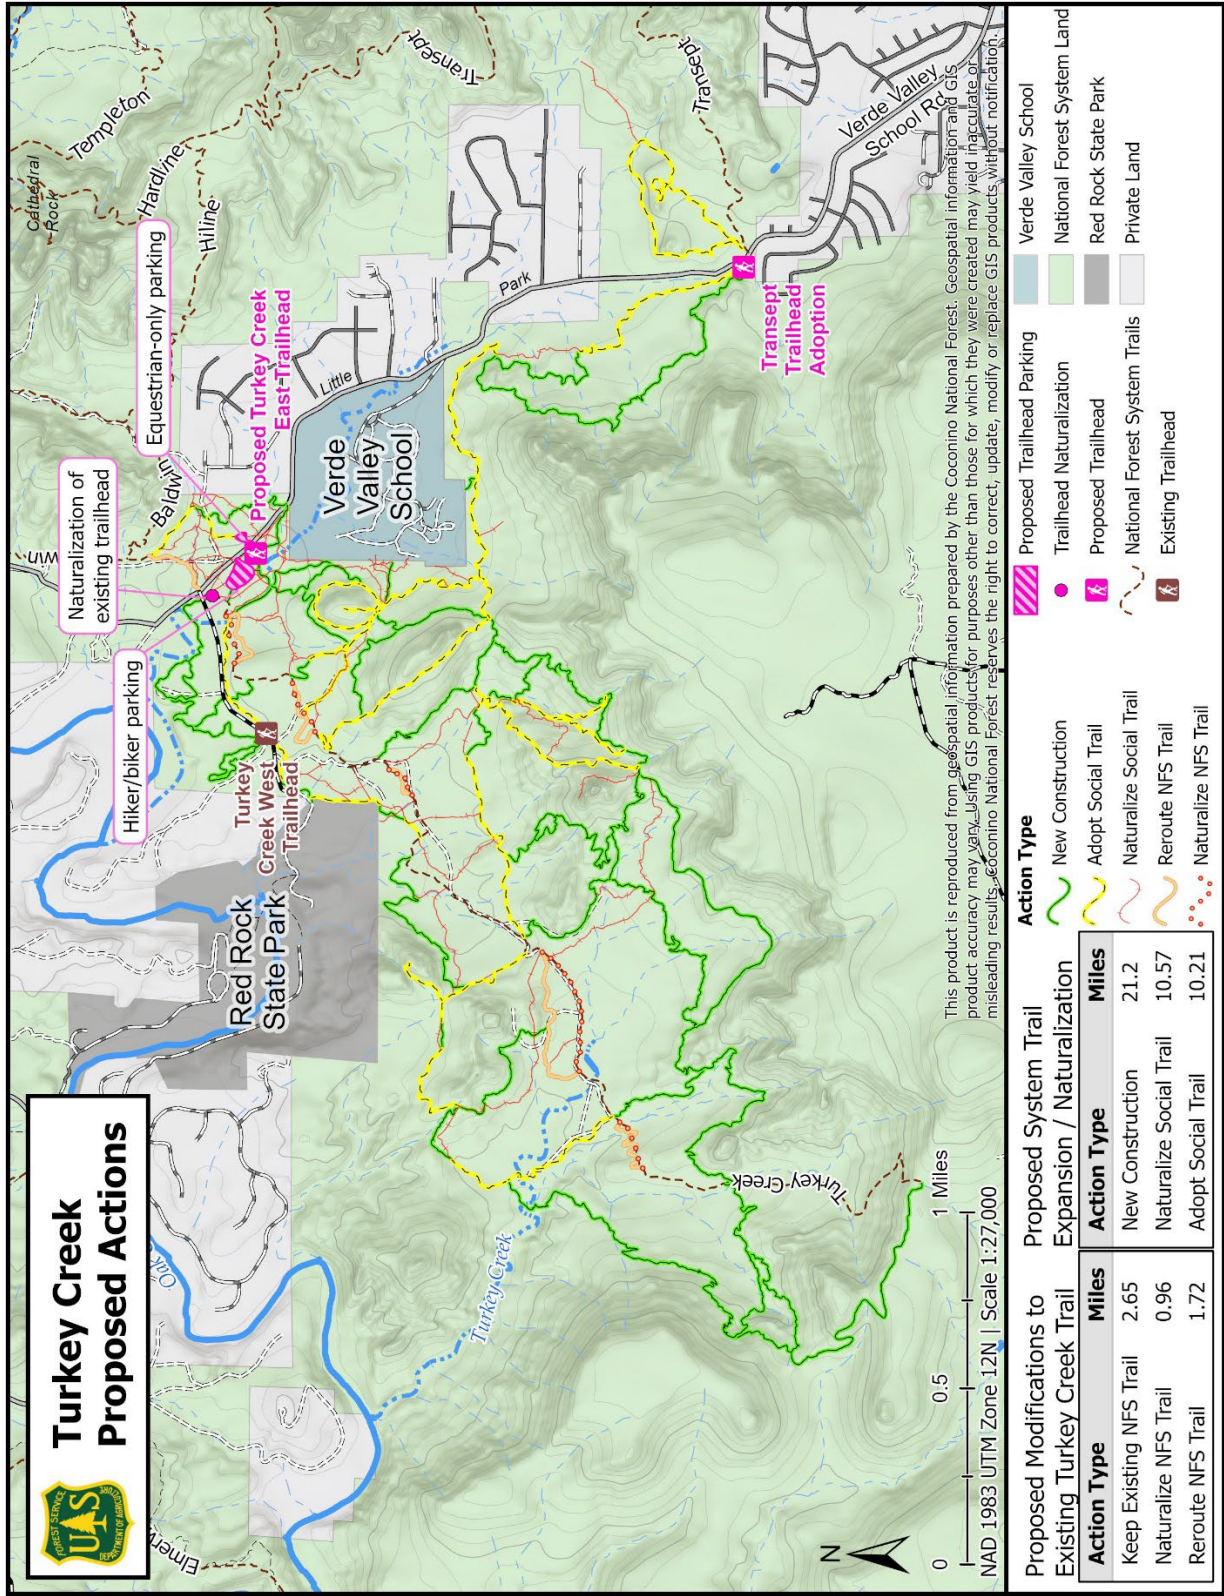 Turkey Creek
Proposed Actions
FOREST SERVICE
U S
DEPARTMENT OF AGRICULTURE
Oak
Turkey Creek
Red Rock
State Park
Turkey
Creek West
Trailhead
Hiker/biker parking
Naturalization of
existing trailhead
Equestrian-only parking
Baldwin
win
Proposed Turkey Creek
East Trailhead
Verde
Valley
School
Little
Park
Hiline
Hardline
Templeton
Cathedral
Rock
Transept
Transept
Verde Valley
School Rd
Transept
Trailhead
Adoption
Turkey Creek
N
0
0.5
1 Miles
NAD 1983 UTM Zone 12N | Scale 1:27,000
This product is reproduced from geospatial information prepared by the Coconino National Forest. Geospatial information and GIS
product accuracy may vary. Using GIS products for purposes other than those for which they were created may yield inaccurate or
misleading results. Coconino National Forest reserves the right to correct, update, modify or replace GIS products without notification.
Proposed Modifications to
Existing Turkey Creek Trail
Action Type Miles
Keep Existing NFS Trail 2.65
Naturalize NFS Trail 0.96
Reroute NFS Trail 1.72
Proposed System Trail
Expansion / Naturalization
Action Type Miles
New Construction 21.2
Naturalize Social Trail 10.57
Adopt Social Trail 10.21
Action Type
New Construction
Adopt Social Trail
Naturalize Social Trail
Reroute NFS Trail
Naturalize NFS Trail
Proposed Trailhead Parking
Trailhead Naturalization
Proposed Trailhead
National Forest System Trails
Existing Trailhead
Verde Valley School
National Forest System Land
Red Rock State Park
Private Land